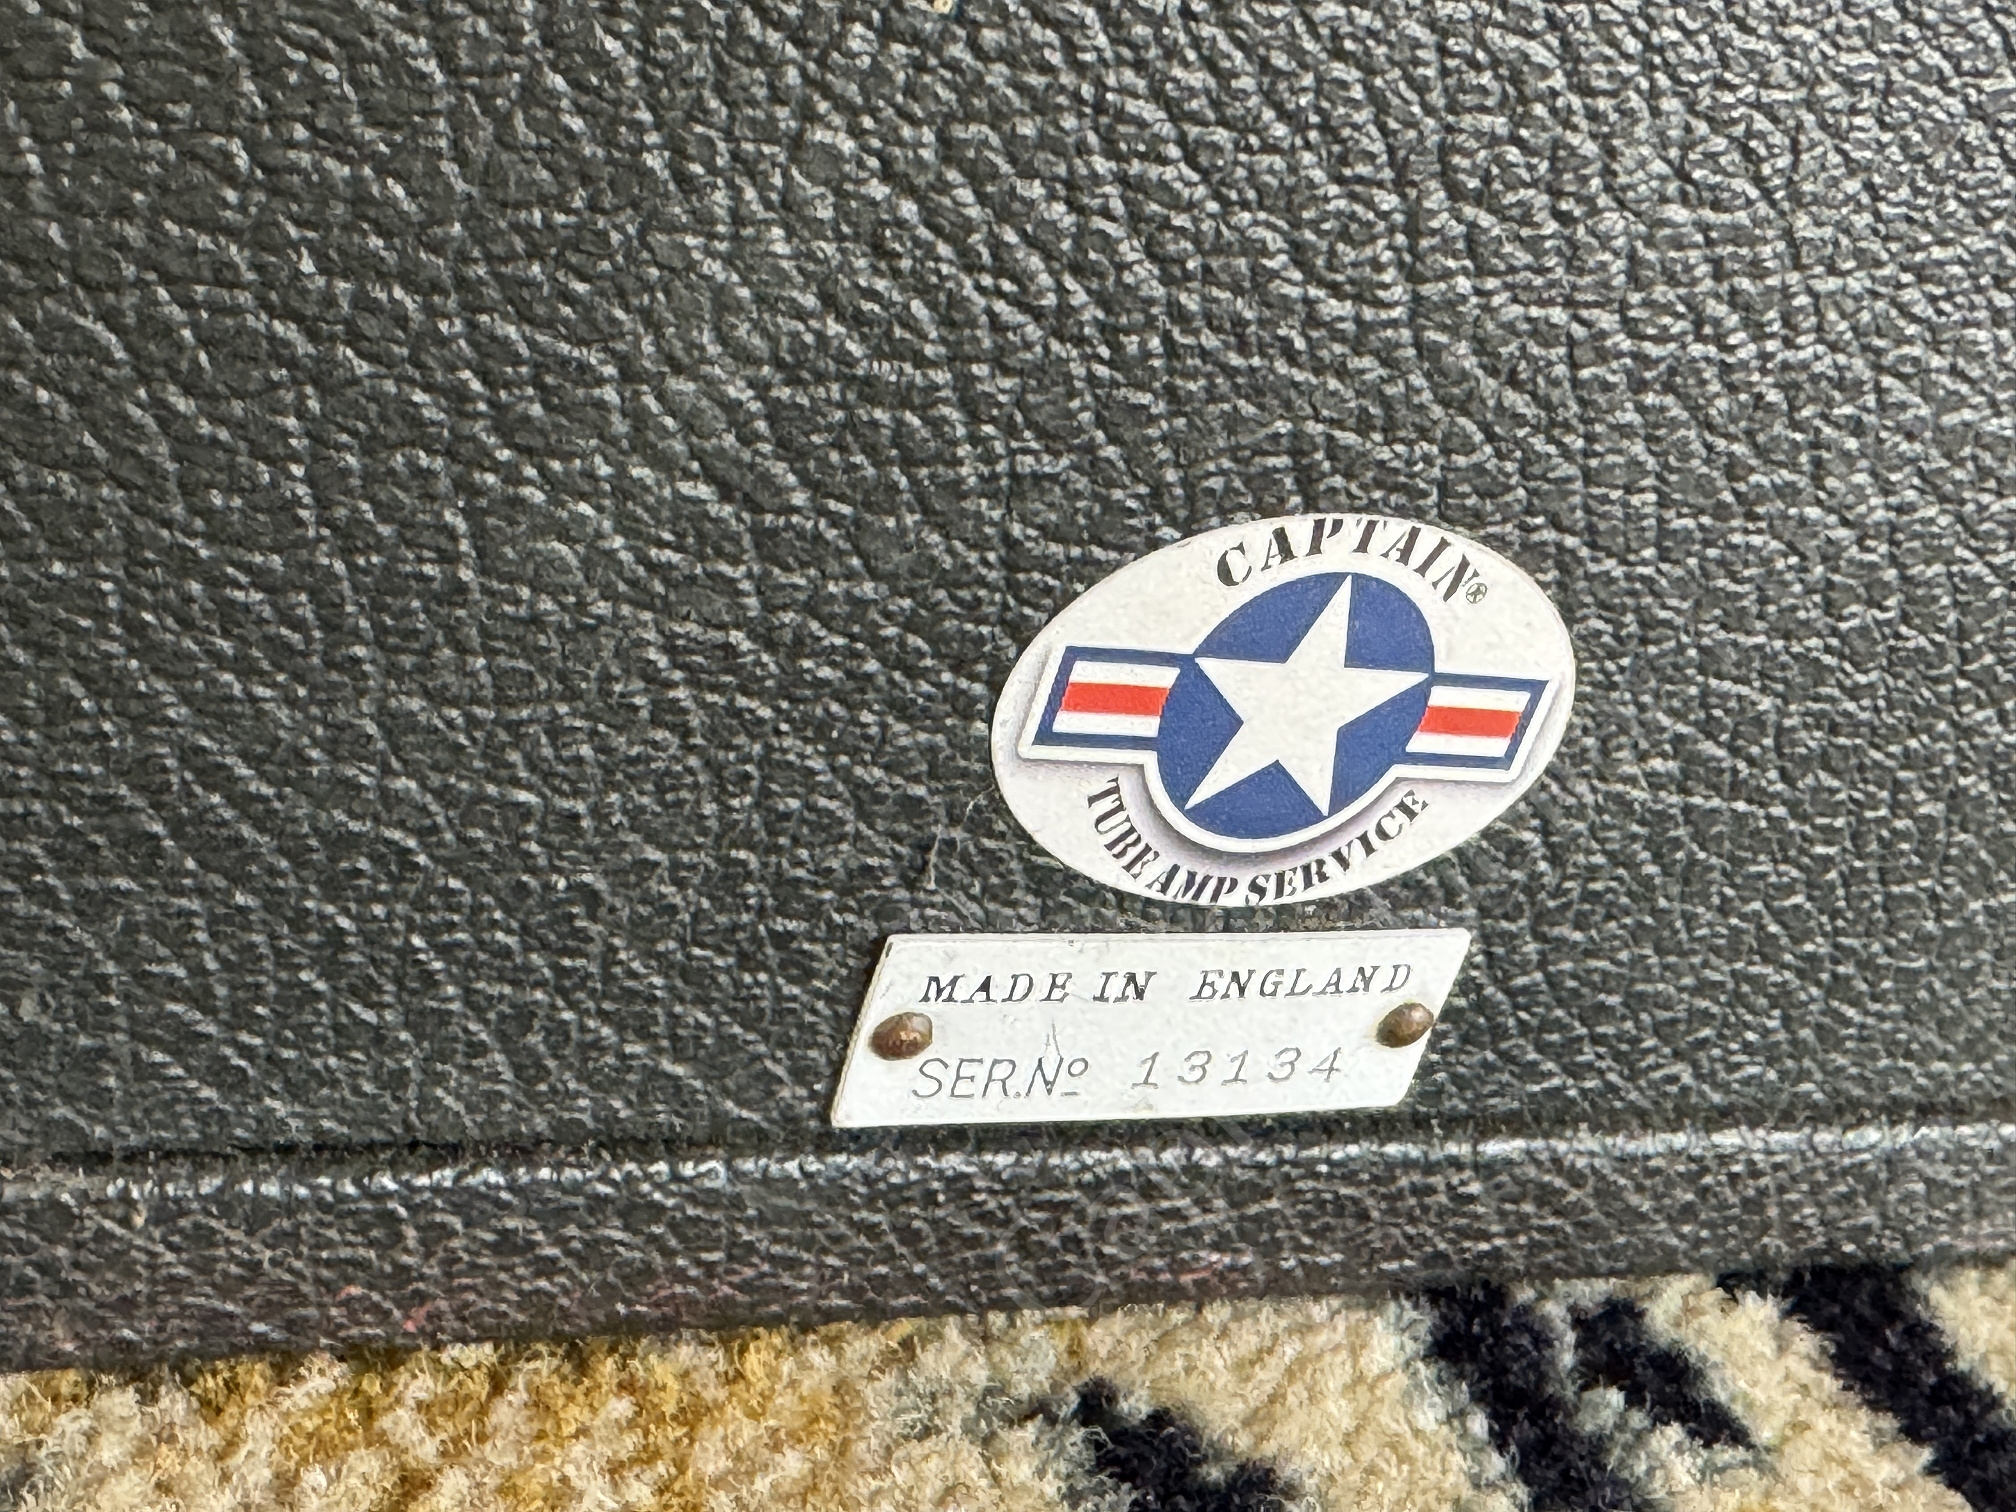 CAPTAIN®
TUBE AMP SERVICE
MADE IN ENGLAND
SER.Nº 13134